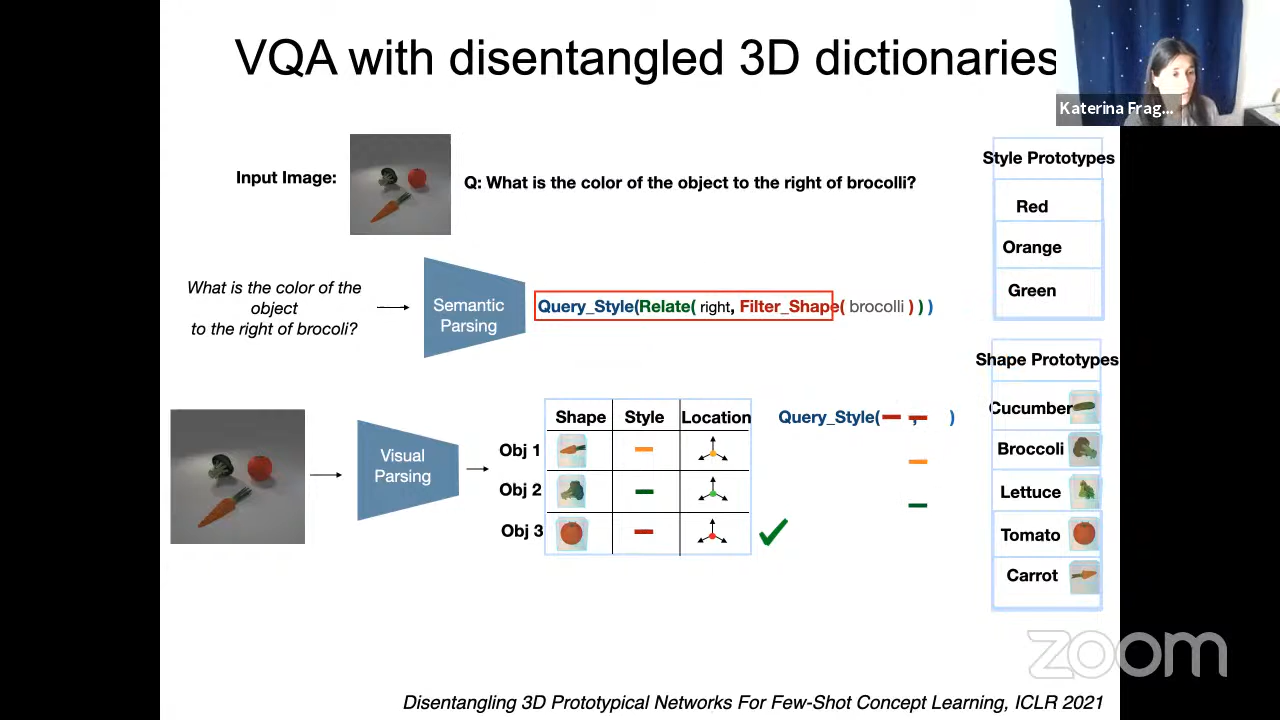 VQA with disentangled 3D dictionaries
Katerina Frag...
Input Image:
Q: What is the color of the object to the right of brocolli?
What is the color of the
object
to the right of brocoli?
Semantic
Parsing
Query_Style(Relate( right, Filter_Shape( brocolli ) ) )
Style Prototypes
Red
Orange
Green
Visual
Parsing
Shape Style Location
Obj 1
Obj 2
Obj 3
Query_Style( , )
Shape Prototypes
Cucumber
Broccoli
Lettuce
Tomato
Carrot
zoom
Disentangling 3D Prototypical Networks For Few-Shot Concept Learning, ICLR 2021